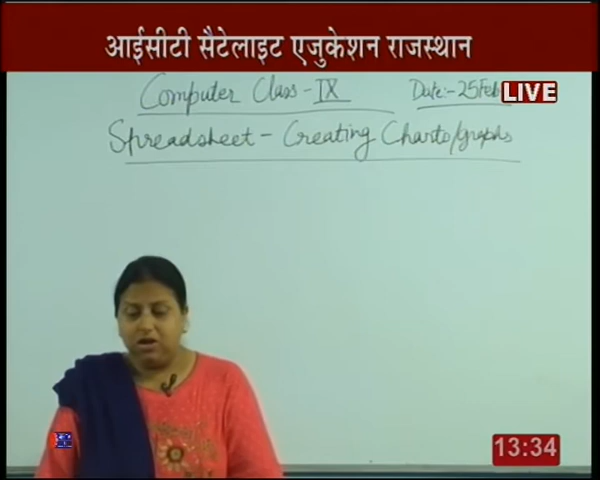 आईसीटी सैटेलाइट एजुकेशन राजस्थान
Computer Class - IX
Date:- 25 Feb
LIVE
Spreadsheet - Creating Charts/Graphs
13:34